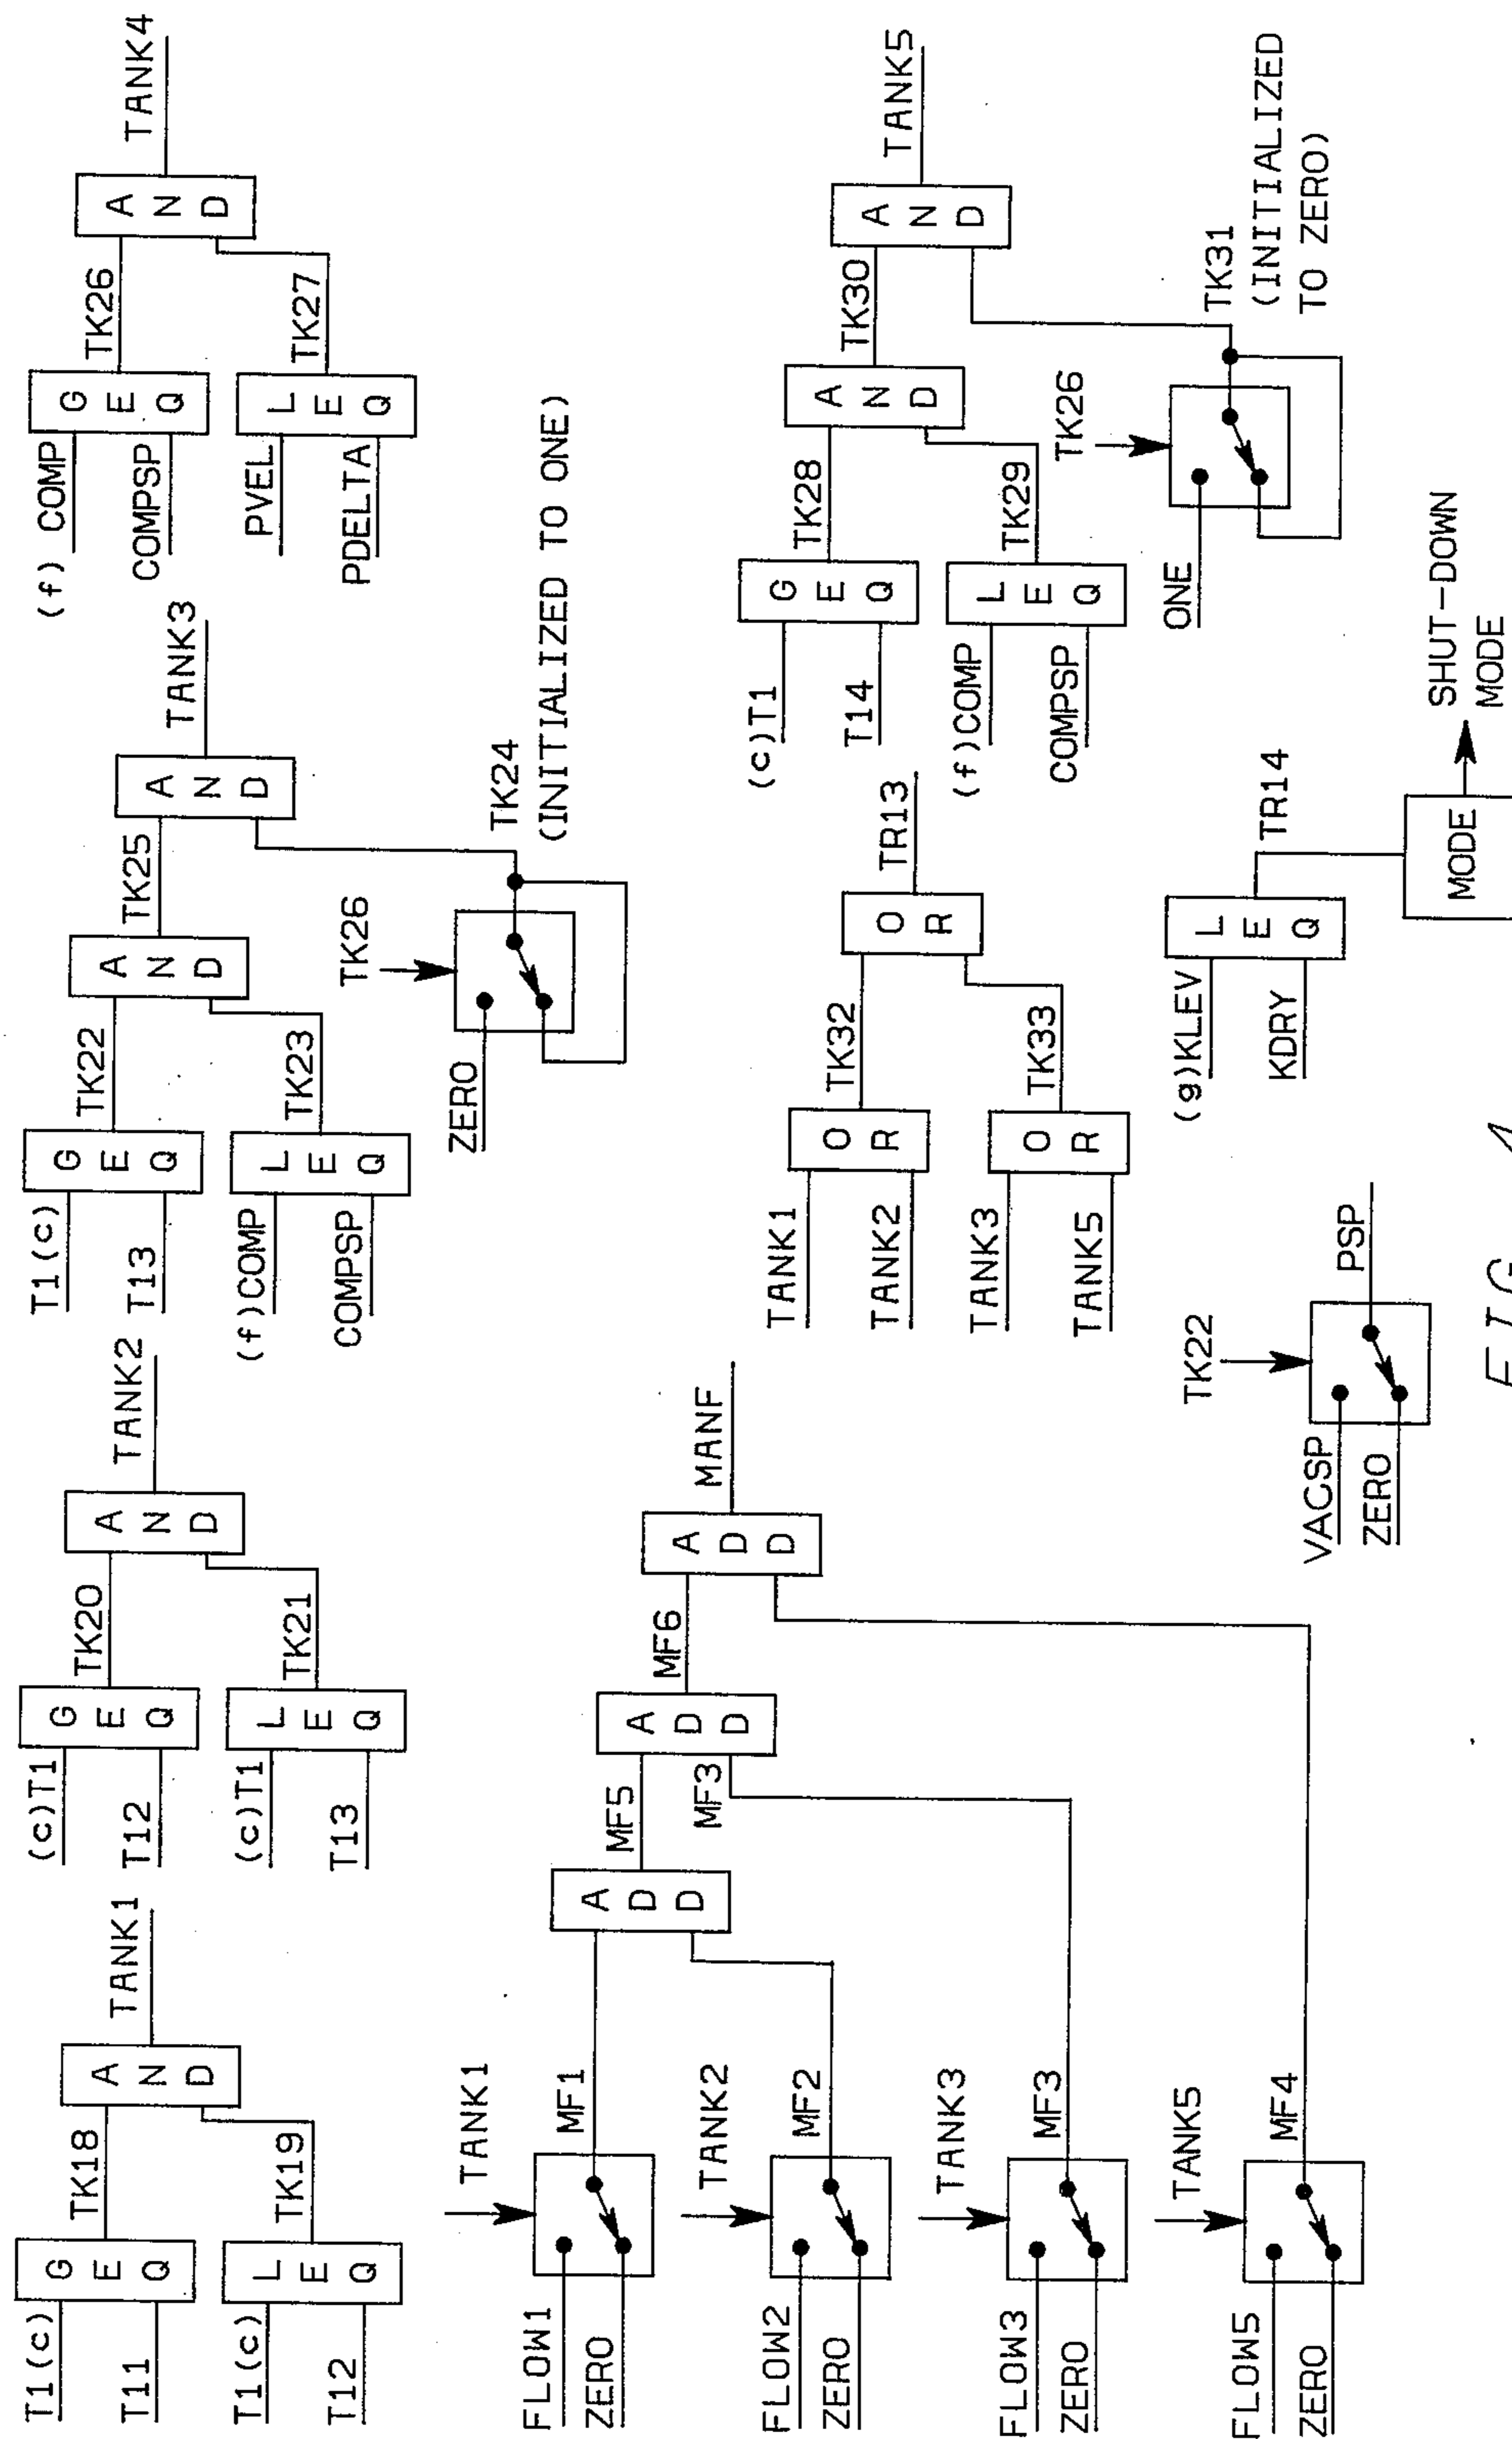 T1(c)
T11
G
E
Q
TK18
T1(c)
T12
L
E
Q
TK19
A
N
D
TANK1
(c)T1
T12
G
E
Q
TK20
(c)T1
T13
L
E
Q
TK21
A
N
D
TANK2
T1(c)
T13
G
E
Q
TK22
(f)COMP
COMPSP
L
E
Q
TK23
A
N
D
TK25
ZERO
TK26
TK24
(INITIALIZED TO ONE)
A
N
D
TANK3
(f) COMP
COMPSP
G
E
Q
TK26
PVEL
PDELTA
L
E
Q
TK27
A
N
D
TANK4
TANK1
FLOW1
ZERO
MF1
TANK2
FLOW2
ZERO
MF2
TANK3
FLOW3
ZERO
MF3
TANK5
FLOW5
ZERO
MF4
A
D
D
MF5
MF3
A
D
D
MF6
A
D
D
MANF
TANK1
TANK2
O
R
TK32
TANK3
TANK5
O
R
TK33
O
R
TR13
(c)T1
T14
G
E
Q
TK28
(f)COMP
COMPSP
L
E
Q
TK29
A
N
D
TK30
ONE
TK26
TK31
(INITIALIZED
TO ZERO)
A
N
D
TANK5
TK22
VACSP
ZERO
PSP
(g)KLEV
KDRY
L
E
Q
TR14
MODE
SHUT-DOWN
MODE